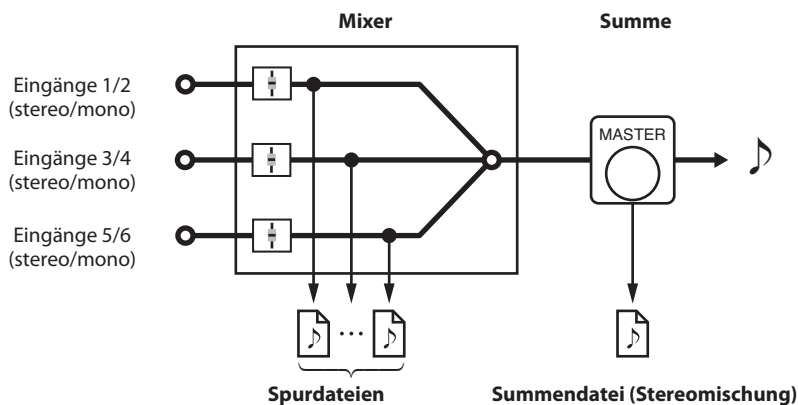 Mixer
Summe
Eingänge 1/2
(stereo/mono)
MASTER
Eingänge 3/4
(stereo/mono)
Eingänge 5/6
(stereo/mono)
...
Spurdateien
Summendatei (Stereomischung)